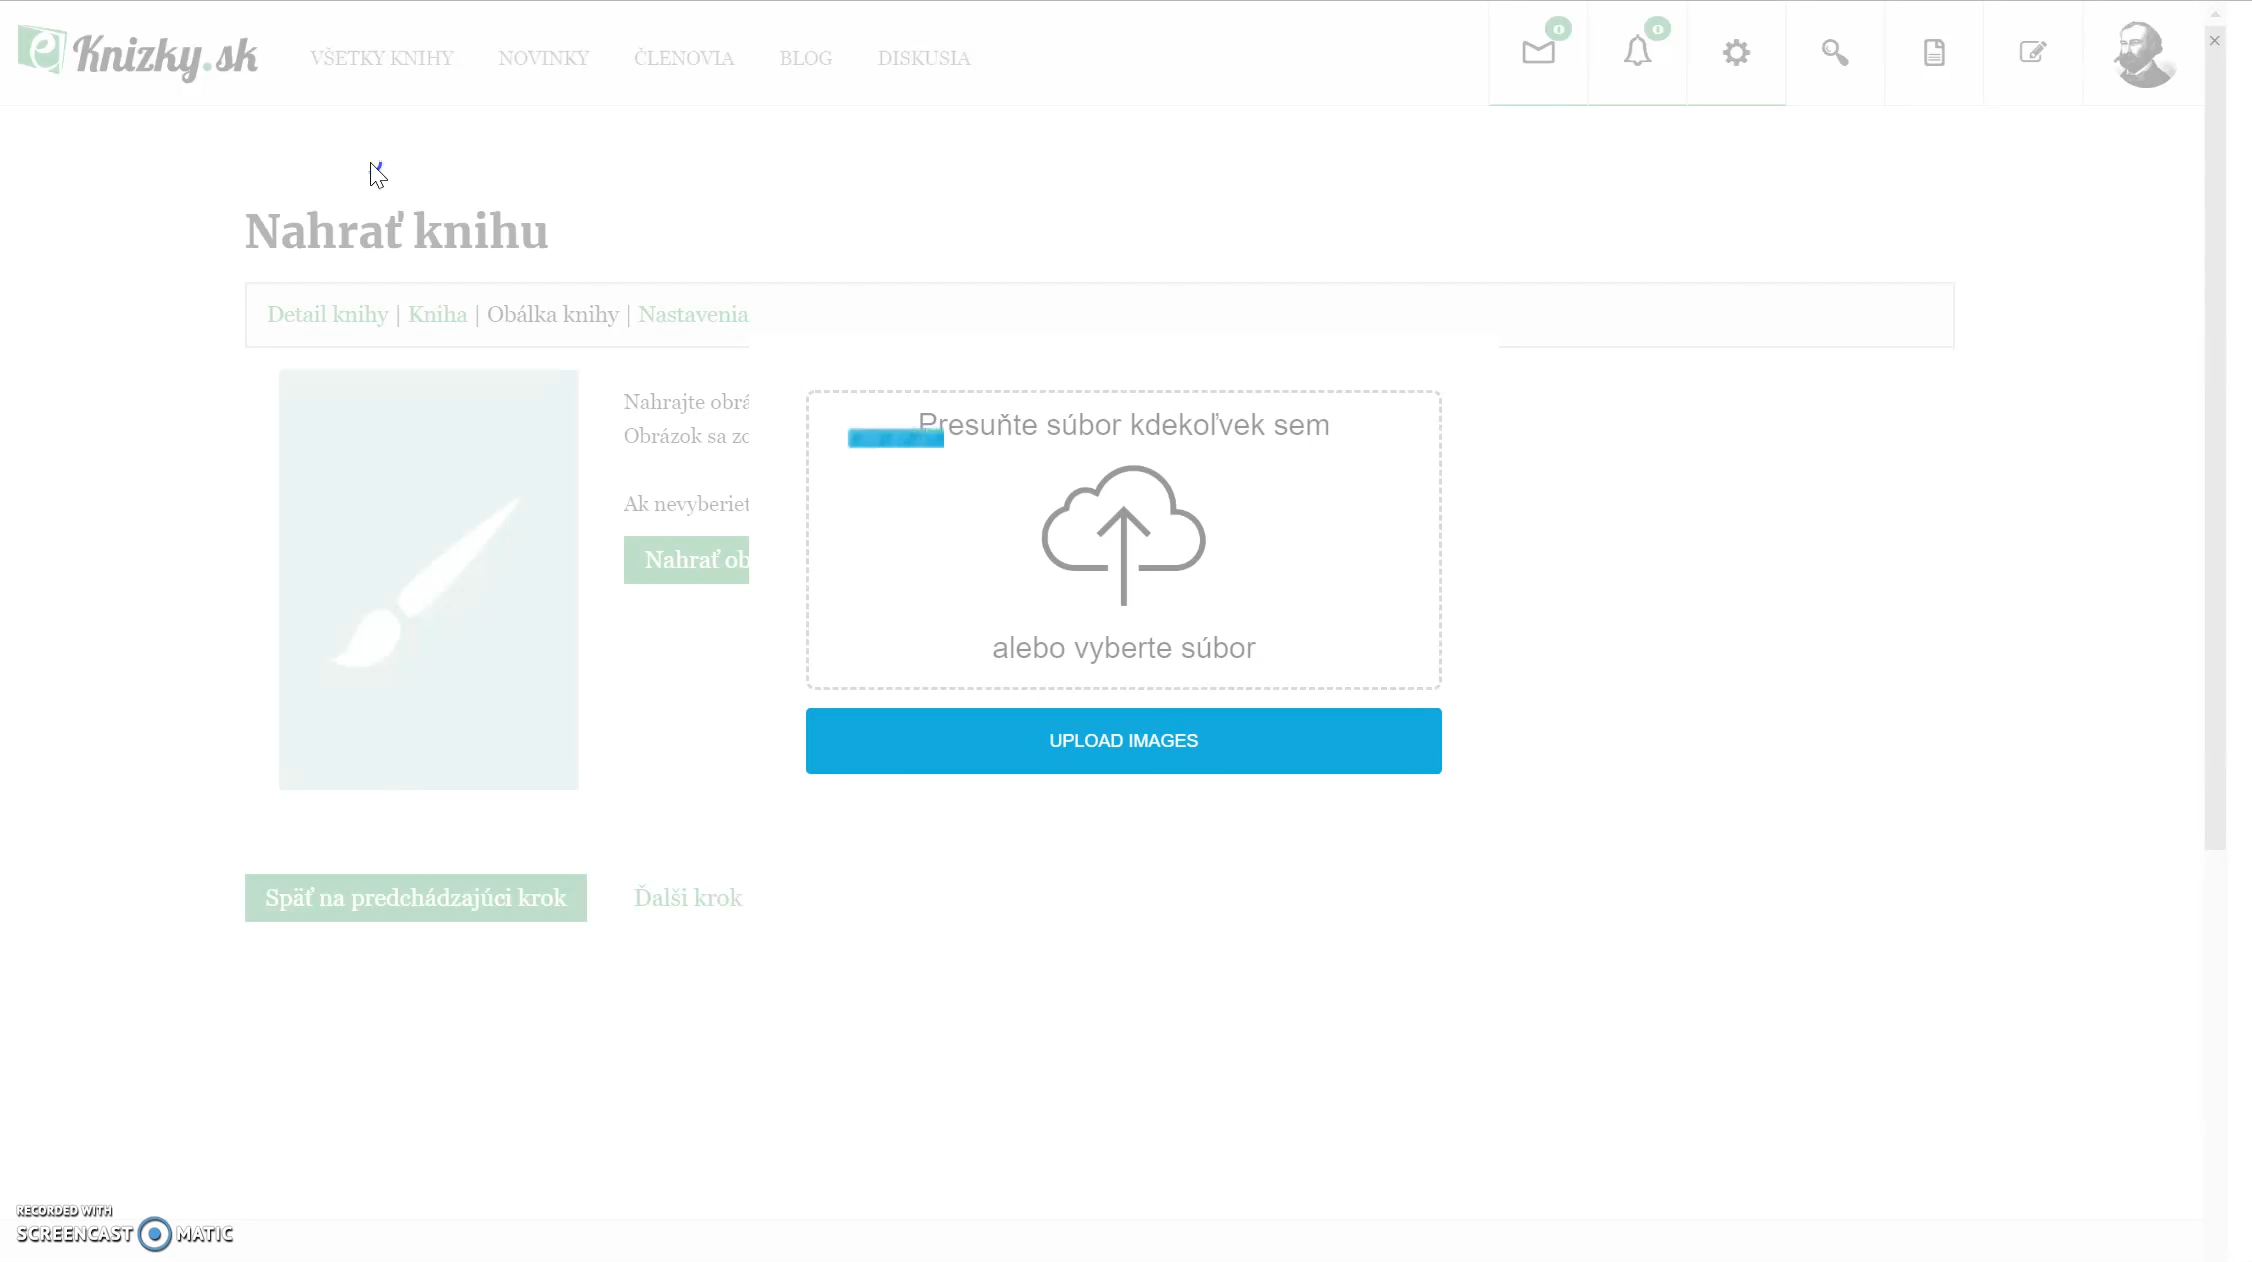 eKnizky.sk
VŠETKY KNIHY NOVINKY ČLENOVIA BLOG DISKUSIA
0 0
Nahrať knihu
Detail knihy | Kniha | Obálka knihy | Nastavenia
Nahrajte obrá
Obrázok sa zo
Ak nevyberiet
Nahrať ob
Presuňte súbor kdekoľvek sem
alebo vyberte súbor
UPLOAD IMAGES
Späť na predchádzajúci krok Ďalši krok
RECORDED WITH
SCREENCAST MATIC